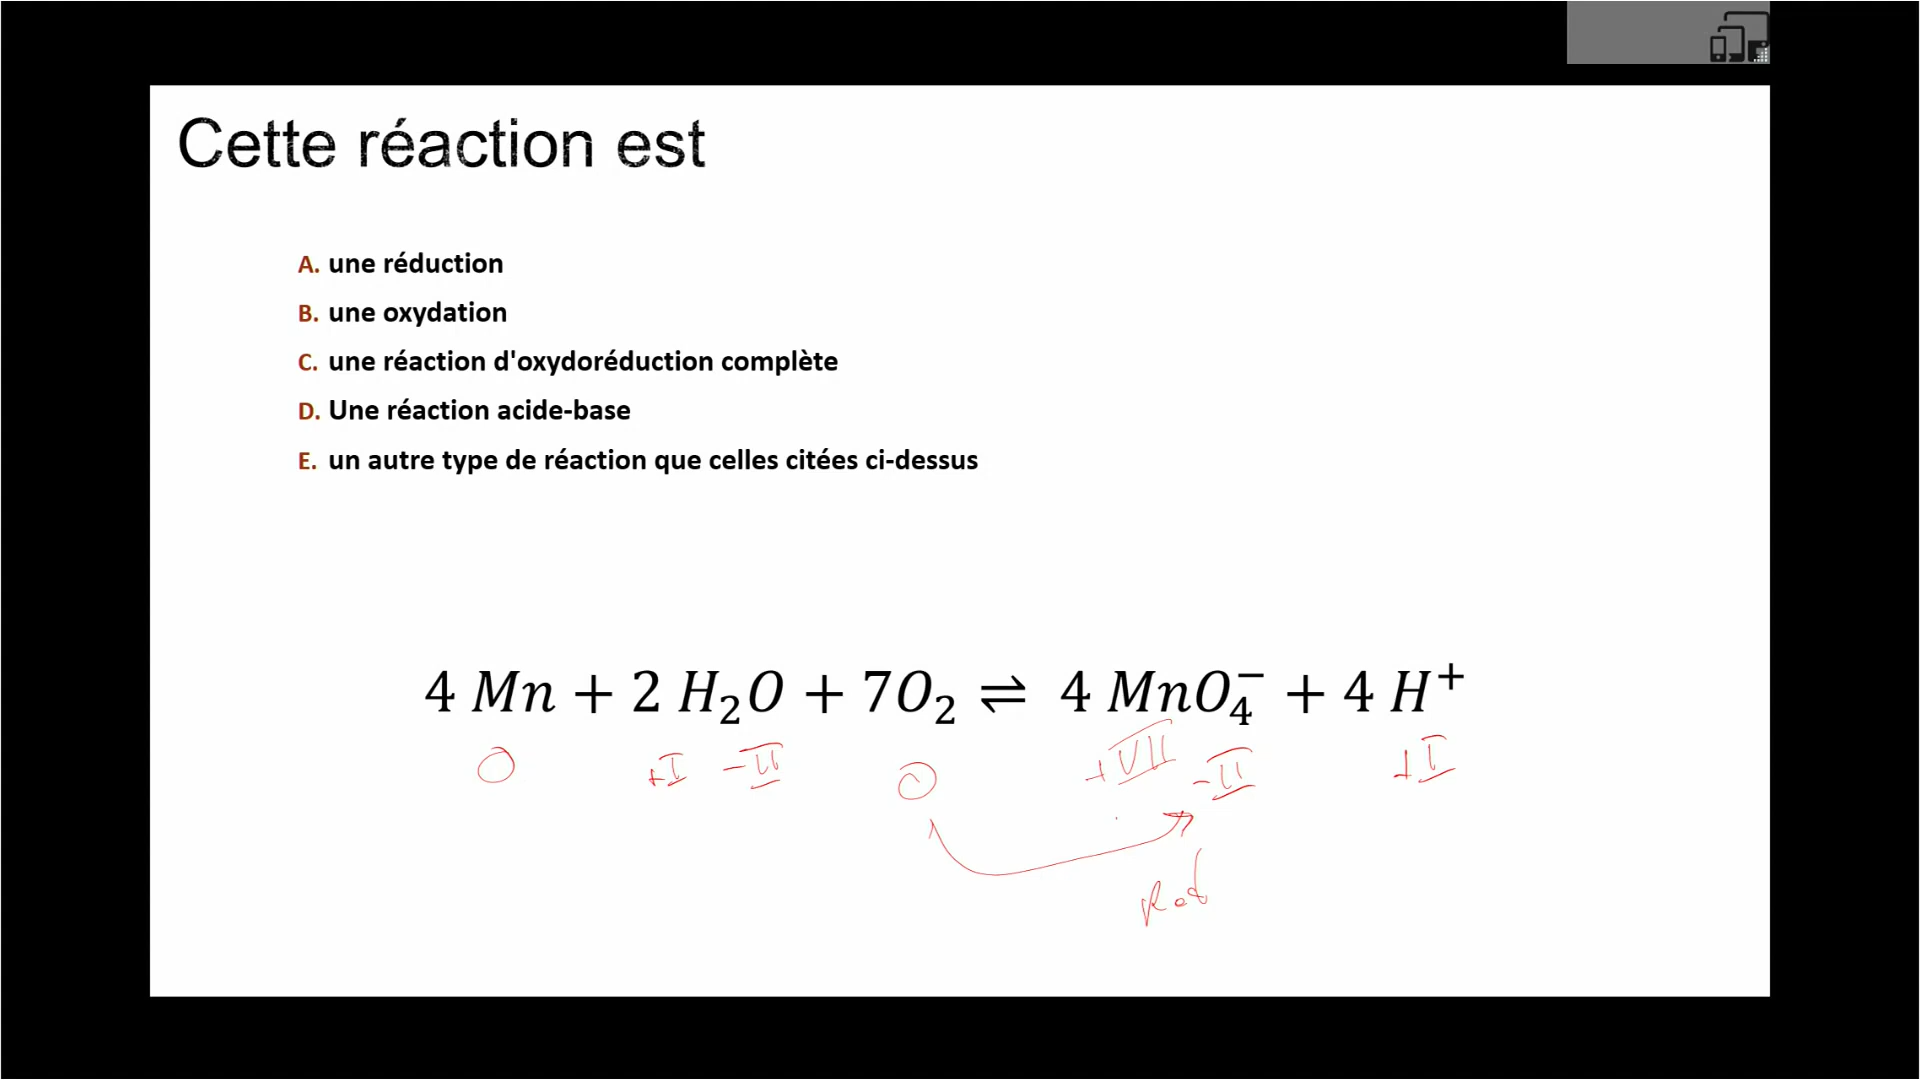 Cette réaction est
A. une réduction
B. une oxydation
C. une réaction d'oxydoréduction complète
D. Une réaction acide-base
E. un autre type de réaction que celles citées ci-dessus
4 Mn + 2 H₂O + 7O₂ ⇌ 4 MnO₄⁻ + 4 H⁺
0 +I -II 0 +VII -II +I
Red